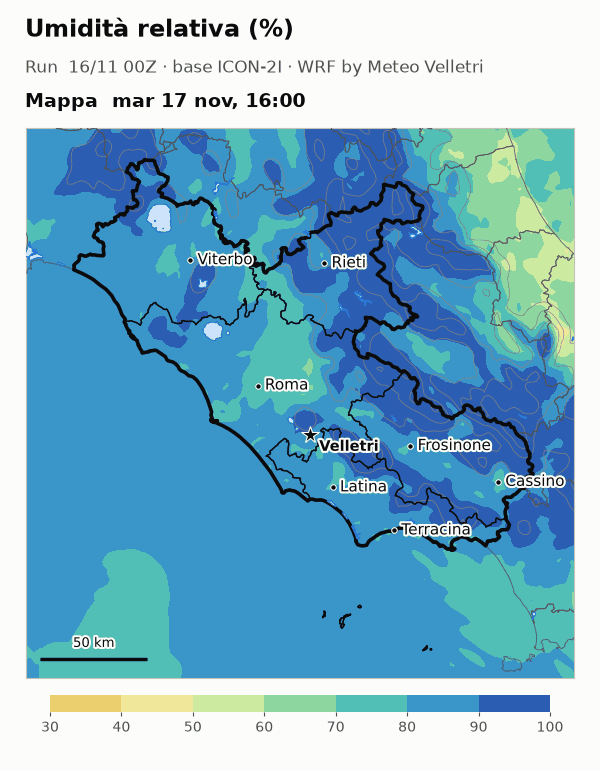 Umidità relativa (%)
Run  16/11 00Z · base ICON-2I · WRF by Meteo Velletri
Mappa  mar 17 nov, 16:00
Viterbo
Rieti
Roma
Velletri
Frosinone
Cassino
Latina
Terracina
50 km
30 40 50 60 70 80 90 100